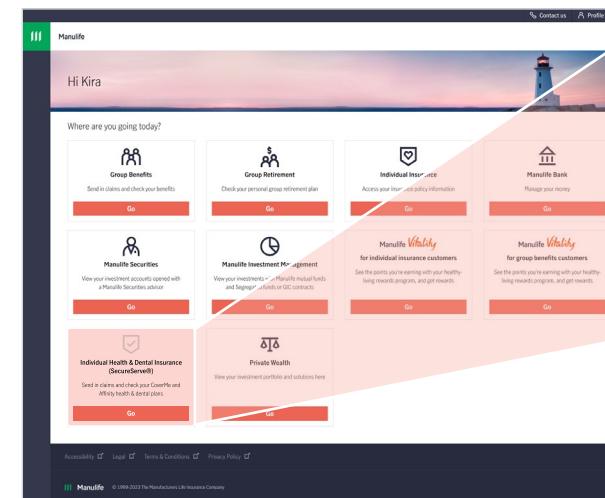 Contact us Profile
Manulife
Hi Kira
Where are you going today?
Group Benefits
Send in claims and check your benefits
Go
Group Retirement
Check your personal group retirement plan
Go
Individual Insurance
Access your insurance policy information
Go
Manulife Bank
Manage your money
Go
Manulife Securities
View your investment accounts opened with
a Manulife Securities advisor
Go
Manulife Investment Management
View your investments with Manulife mutual funds
and Segregated funds or GIC contracts
Go
Manulife Vitality
for individual insurance customers
See the points you're earning with your healthy-
living rewards program, and get rewards
Go
Manulife Vitality
for group benefits customers
See the points you're earning with your healthy-
living rewards program, and get rewards
Go
Individual Health & Dental Insurance
(SecureServe®)
Send in claims and check your CoverMe and
Affinity health & dental plans
Go
Private Wealth
View your investment portfolio and solutions here
Go
Accessibility Legal Terms & Conditions Privacy Policy
Manulife © 1999-2023 The Manufacturers Life Insurance Company